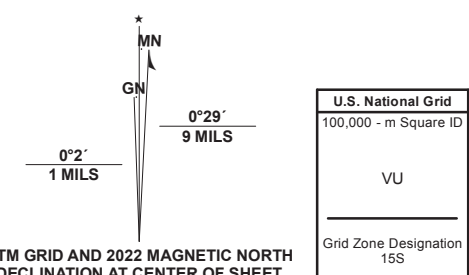 ★
MN
GN
0°29´
9 MILS
0°2´
1 MILS
TM GRID AND 2022 MAGNETIC NORTH
DECLINATION AT CENTER OF SHEET
U.S. National Grid
100,000 - m Square ID
VU
Grid Zone Designation
15S